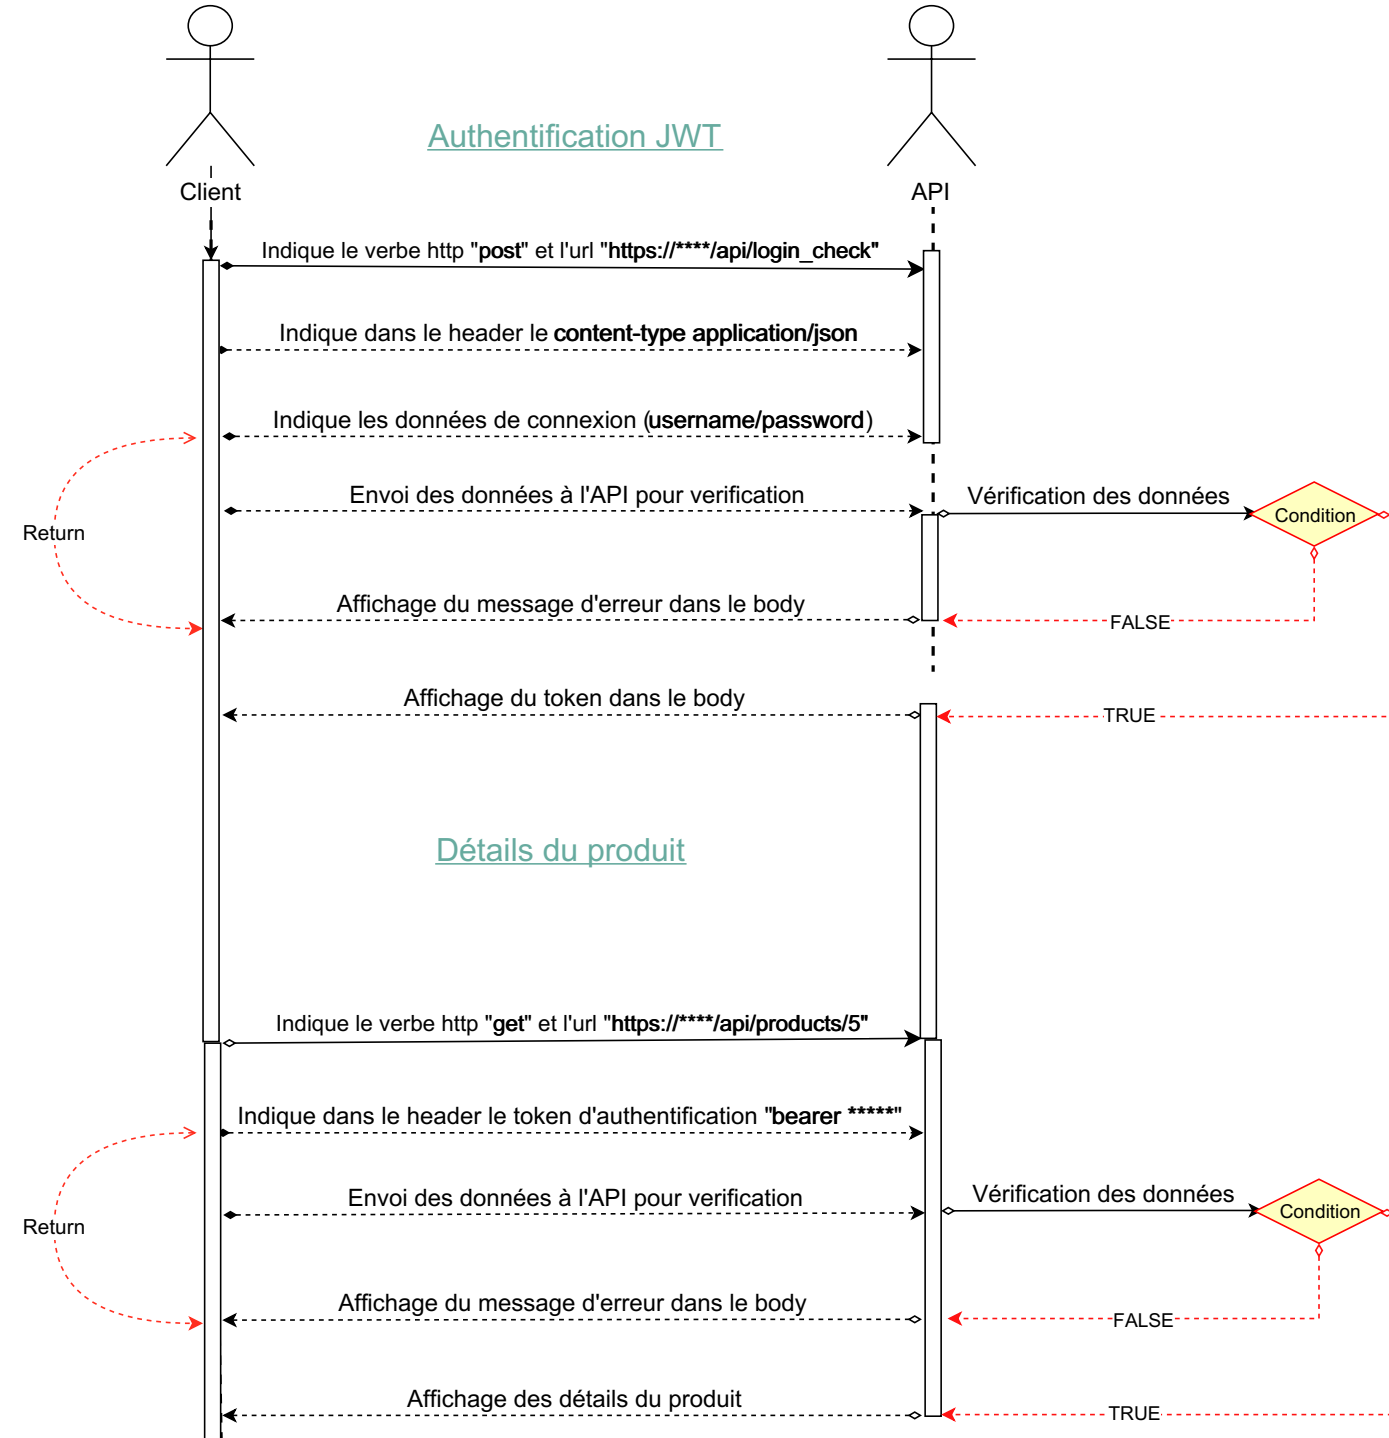 Authentification JWT
Client
API
Indique le verbe http "post" et l'url "https://****/api/login_check"
Indique dans le header le content-type application/json
Indique les données de connexion (username/password)
Envoi des données à l'API pour verification
Vérification des données
Condition
Return
Affichage du message d'erreur dans le body
FALSE
Affichage du token dans le body
TRUE
Détails du produit
Indique le verbe http "get" et l'url "https://****/api/products/5"
Indique dans le header le token d'authentification "bearer *****"
Envoi des données à l'API pour verification
Vérification des données
Condition
Return
Affichage du message d'erreur dans le body
FALSE
Affichage des détails du produit
TRUE